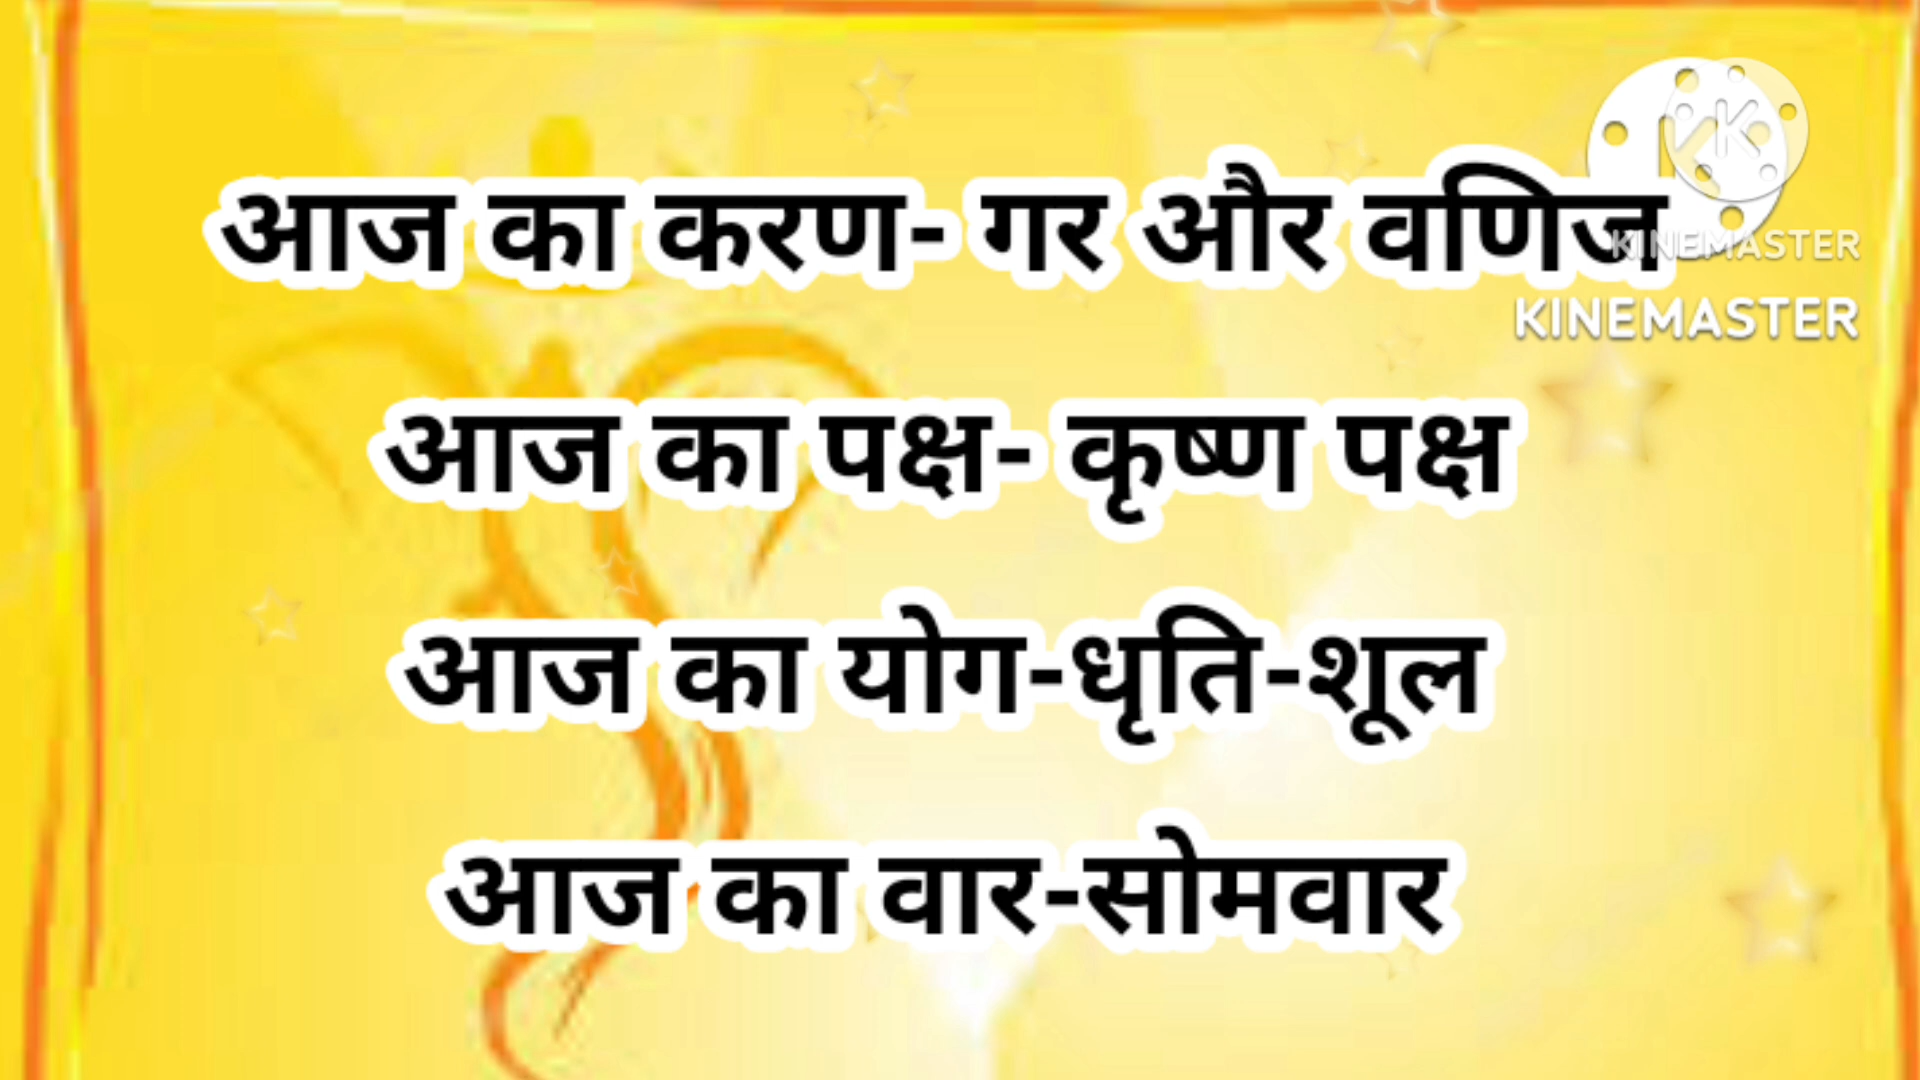 आज का करण- गर और वणिज
KINEMASTER
KINEMASTER
आज का पक्ष- कृष्ण पक्ष
आज का योग-धृति-शूल
आज का वार-सोमवार